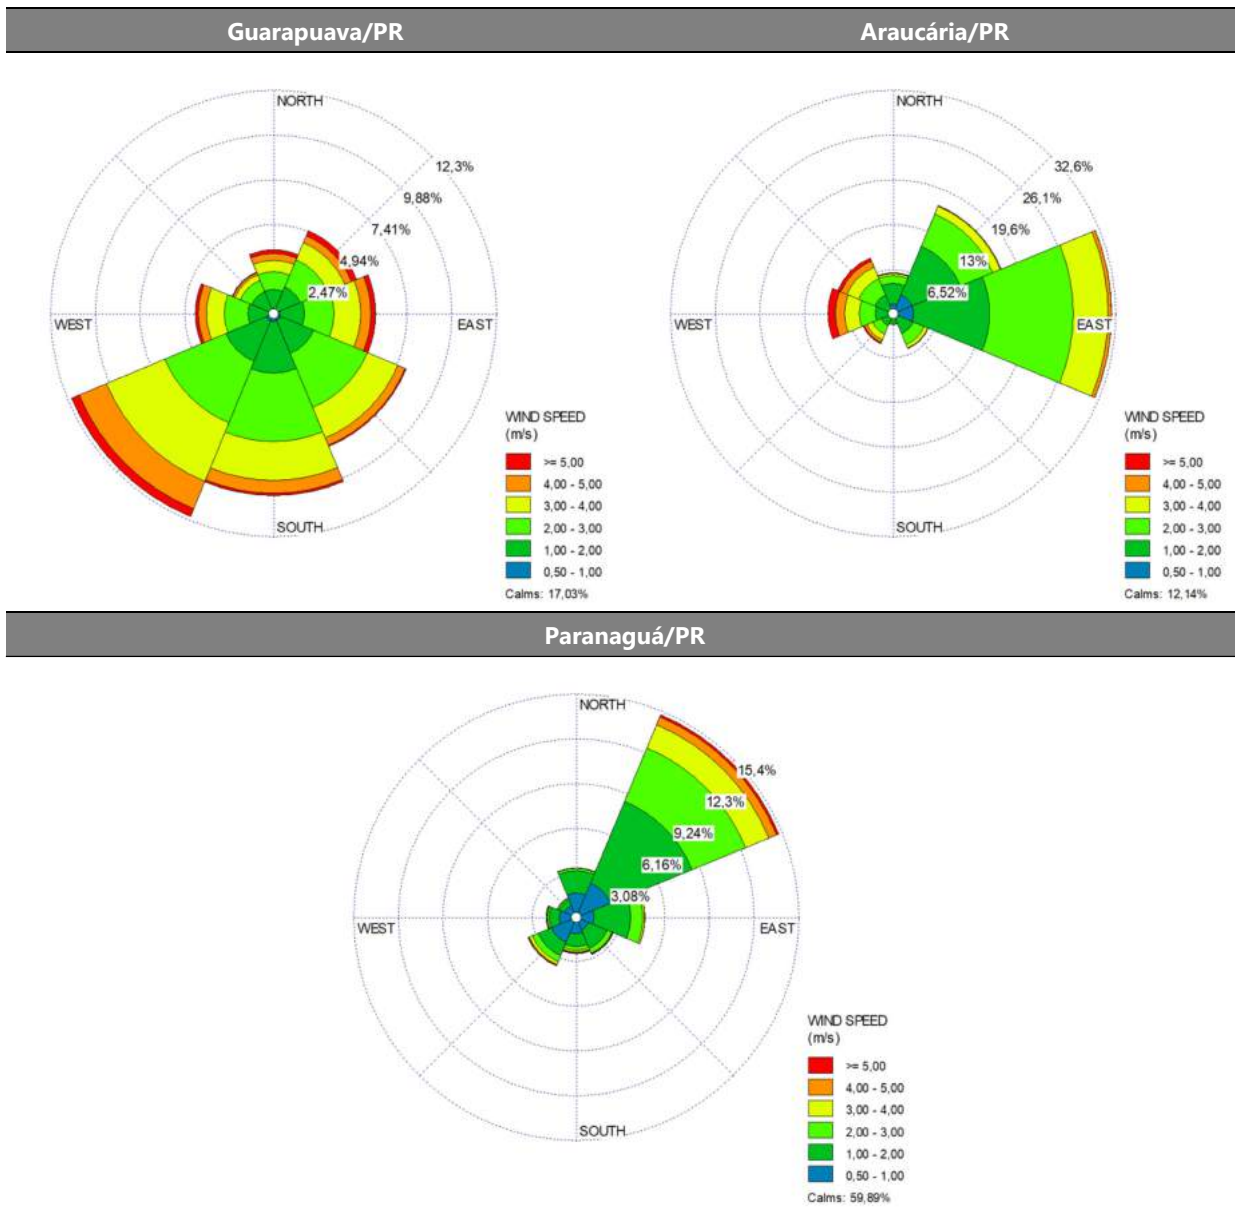 Guarapuava/PR
Araucária/PR
NORTH
12,3%
9,88%
7,41%
4,94%
2,47%
WEST
EAST
SOUTH
WIND SPEED
(m/s)
>= 5,00
4,00 - 5,00
3,00 - 4,00
2,00 - 3,00
1,00 - 2,00
0,50 - 1,00
Calms: 17,03%
NORTH
32,6%
26,1%
19,6%
13%
6,52%
EAST
SOUTH
WEST
WIND SPEED
(m/s)
>= 5,00
4,00 - 5,00
3,00 - 4,00
2,00 - 3,00
1,00 - 2,00
0,50 - 1,00
Calms: 12,14%
Paranaguá/PR
NORTH
15,4%
12,3%
9,24%
6,16%
3,08%
WEST
EAST
SOUTH
WIND SPEED
(m/s)
>= 5,00
4,00 - 5,00
3,00 - 4,00
2,00 - 3,00
1,00 - 2,00
0,50 - 1,00
Calms: 59,89%